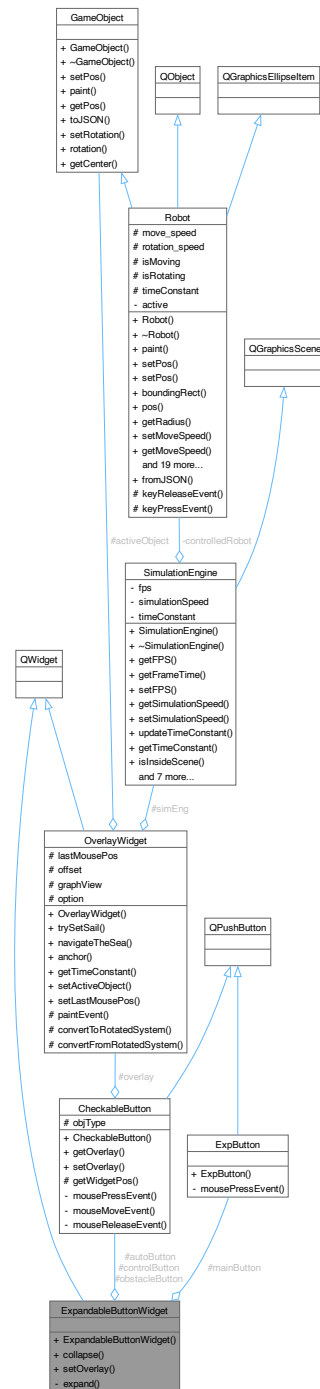 GameObject
+ GameObject()
+ ~GameObject()
+ setPos()
+ paint()
+ getPos()
+ toJSON()
+ setRotation()
+ rotation()
+ getCenter()
QObject
QGraphicsEllipseItem
Robot
# move_speed
# rotation_speed
# isMoving
# isRotating
# timeConstant
- active
+ Robot()
+ ~Robot()
+ paint()
+ setPos()
+ setPos()
+ boundingRect()
+ pos()
+ getRadius()
+ setMoveSpeed()
+ getMoveSpeed()
and 19 more...
+ fromJSON()
# keyReleaseEvent()
# keyPressEvent()
QGraphicsScene
#activeObject
-controlledRobot
SimulationEngine
- fps
- simulationSpeed
- timeConstant
+ SimulationEngine()
+ ~SimulationEngine()
+ getFPS()
+ getFrameTime()
+ setFPS()
+ getSimulationSpeed()
+ setSimulationSpeed()
+ updateTimeConstant()
+ getTimeConstant()
+ isInsideScene()
and 7 more...
QWidget
#simEng
OverlayWidget
# lastMousePos
# offset
# graphView
# option
+ OverlayWidget()
+ trySetSail()
+ navigateTheSea()
+ anchor()
+ getTimeConstant()
+ setActiveObject()
+ setLastMousePos()
# paintEvent()
# convertToRotatedSystem()
# convertFromRotatedSystem()
QPushButton
#overlay
CheckableButton
# objType
+ CheckableButton()
+ getOverlay()
+ setOverlay()
# getWidgetPos()
- mousePressEvent()
- mouseMoveEvent()
- mouseReleaseEvent()
ExpButton
+ ExpButton()
- mousePressEvent()
#autoButton
#controlButton
#obstacleButton
#mainButton
ExpandableButtonWidget
+ ExpandableButtonWidget()
+ collapse()
+ setOverlay()
- expand()